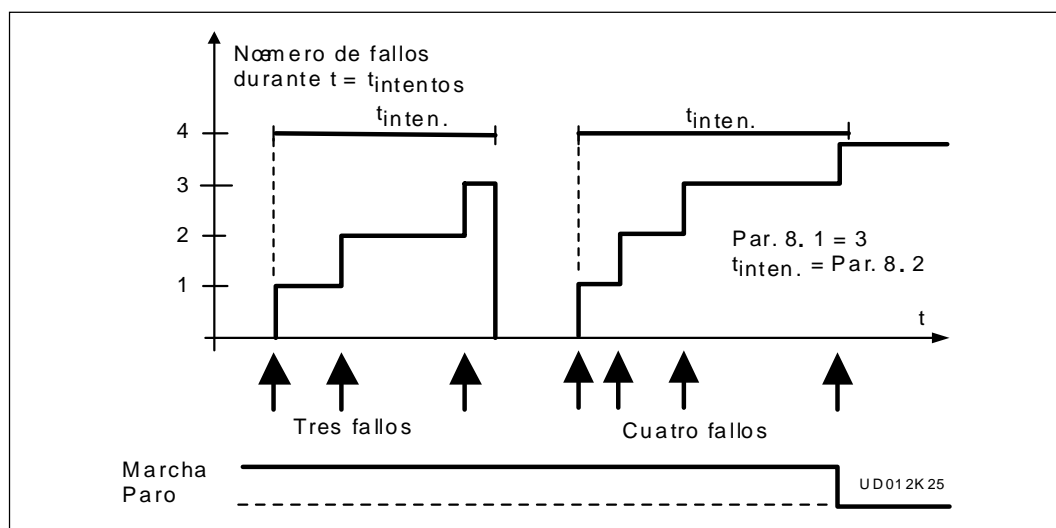 Nœmero de fallos
durante t = tintentos
tinten.
tinten.
4
3
2
1
Par. 8. 1 = 3
tinten. = Par. 8. 2
t
Tres fallos
Cuatro fallos
Marcha
Paro
UD012K25